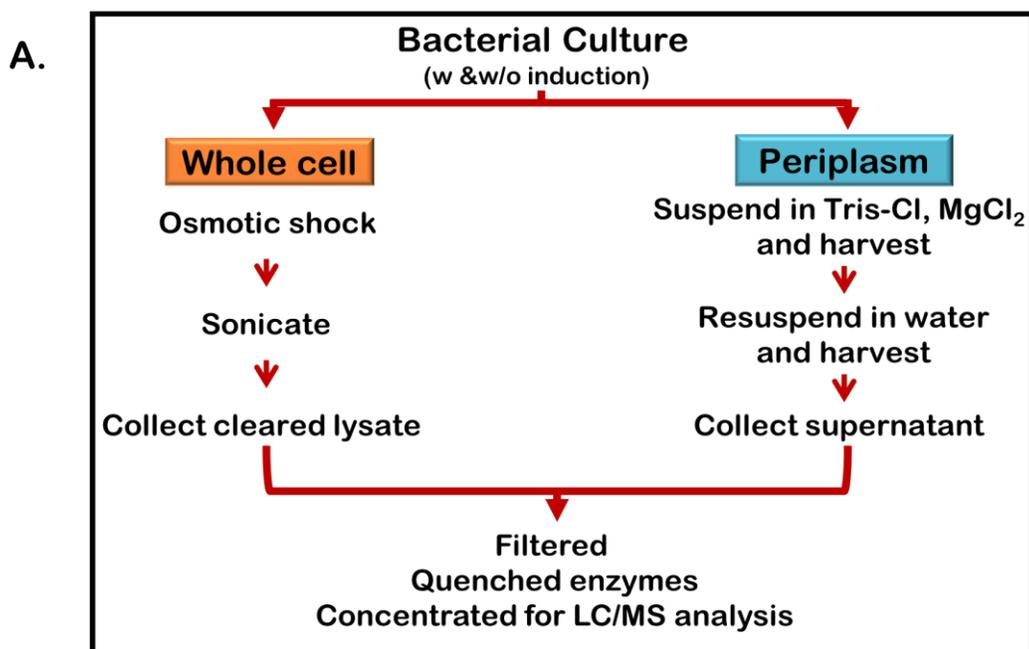 A.
Bacterial Culture
(w &w/o induction)
Whole cell
Osmotic shock
Sonicate
Collect cleared lysate
Periplasm
Suspend in Tris-Cl, MgCl₂
and harvest
Resuspend in water
and harvest
Collect supernatant
Filtered
Quenched enzymes
Concentrated for LC/MS analysis